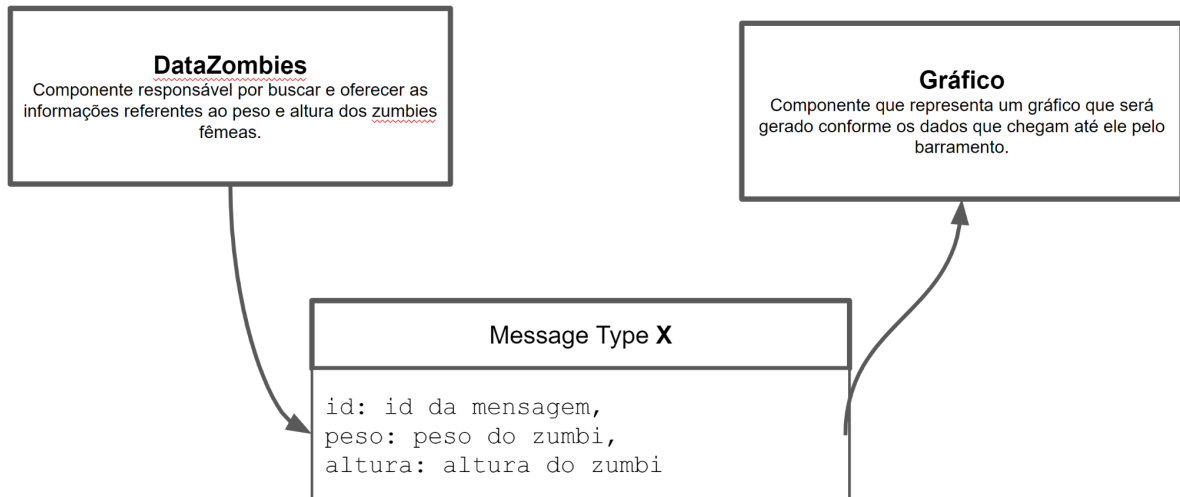 DataZombies
Componente responsável por buscar e oferecer as
informações referentes ao peso e altura dos zumbies
fêmeas.
Gráfico
Componente que representa um gráfico que será
gerado conforme os dados que chegam até ele pelo
barramento.
Message Type X
id: id da mensagem,
peso: peso do zumbi,
altura: altura do zumbi